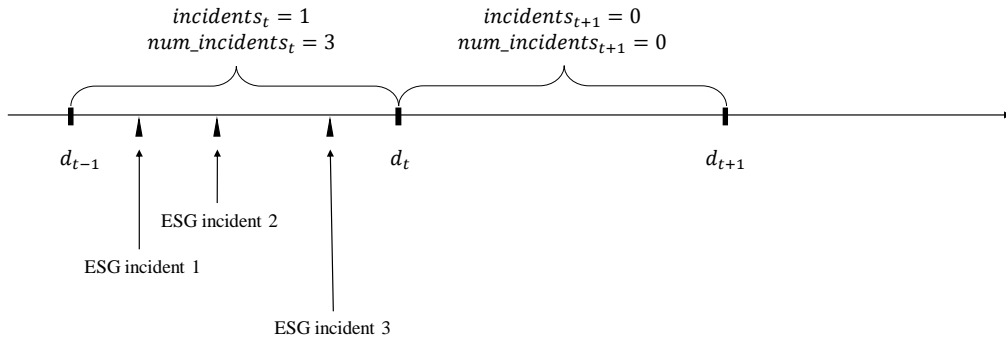 incidents_t = 1
num_incidents_t = 3
incidents_{t+1} = 0
num_incidents_{t+1} = 0
d_{t−1}
d_t
d_{t+1}
ESG incident 2
ESG incident 1
ESG incident 3